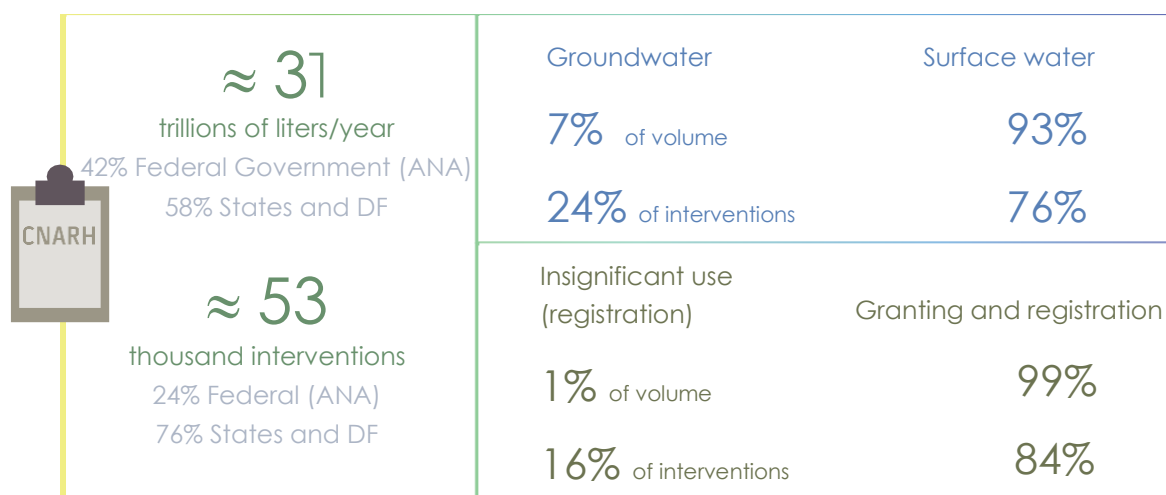 CNARH
≈ 31
trillions of liters/year
42% Federal Government (ANA)
58% States and DF
≈ 53
thousand interventions
24% Federal (ANA)
76% States and DF
Groundwater Surface water
7% of volume 93%
24% of interventions 76%
Insignificant use
(registration) Granting and registration
1% of volume 99%
16% of interventions 84%